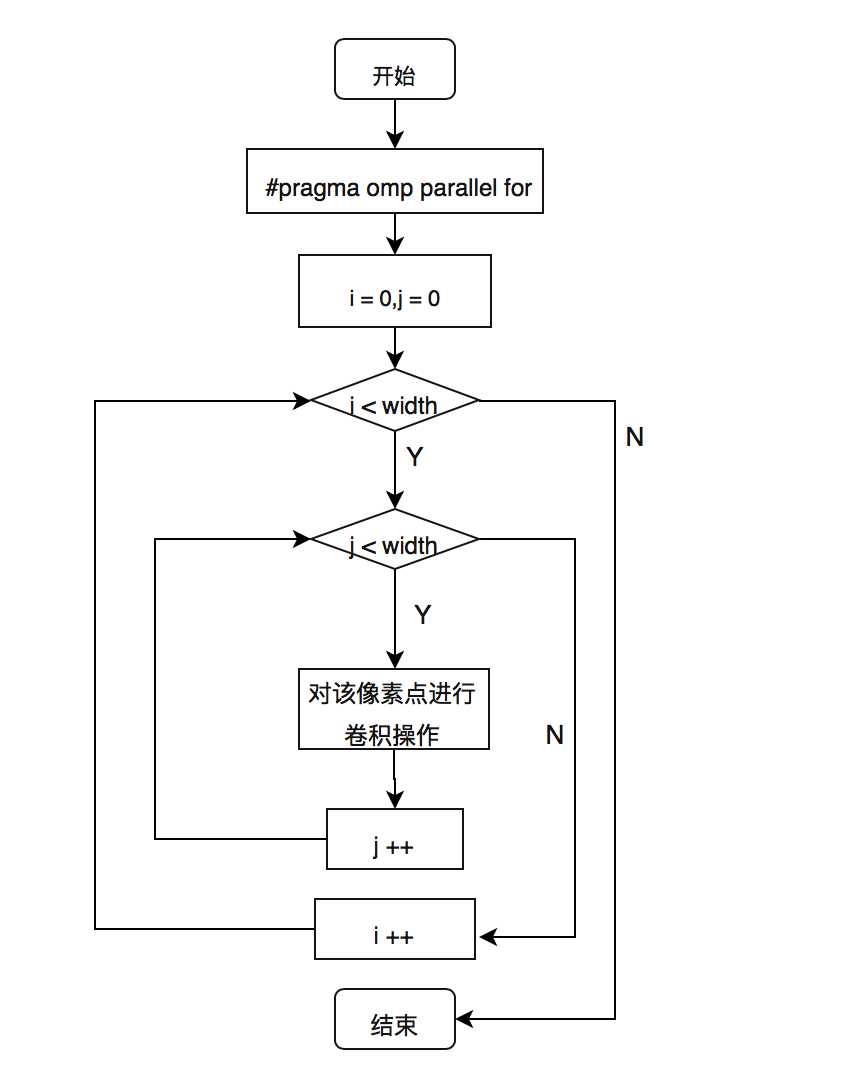 开始
#pragma omp parallel for
i = 0,j = 0
i < width
N
Y
j < width
Y
对该像素点进行
卷积操作
N
j ++
i ++
结束